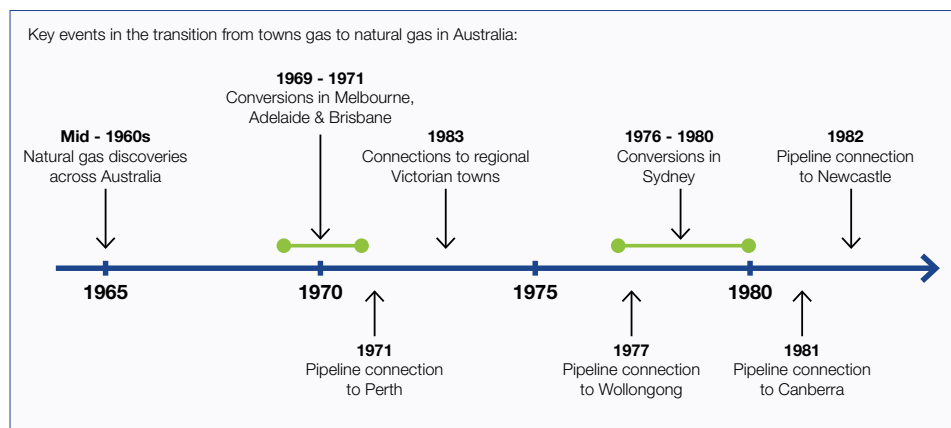 Key events in the transition from towns gas to natural gas in Australia:
1969 - 1971
Conversions in Melbourne,
Adelaide & Brisbane
Mid - 1960s
Natural gas discoveries
across Australia
1983
Connections to regional
Victorian towns
1976 - 1980
Conversions in
Sydney
1982
Pipeline connection
to Newcastle
1965
1970
1975
1980
1971
Pipeline connection
to Perth
1977
Pipeline connection
to Wollongong
1981
Pipeline connection
to Canberra